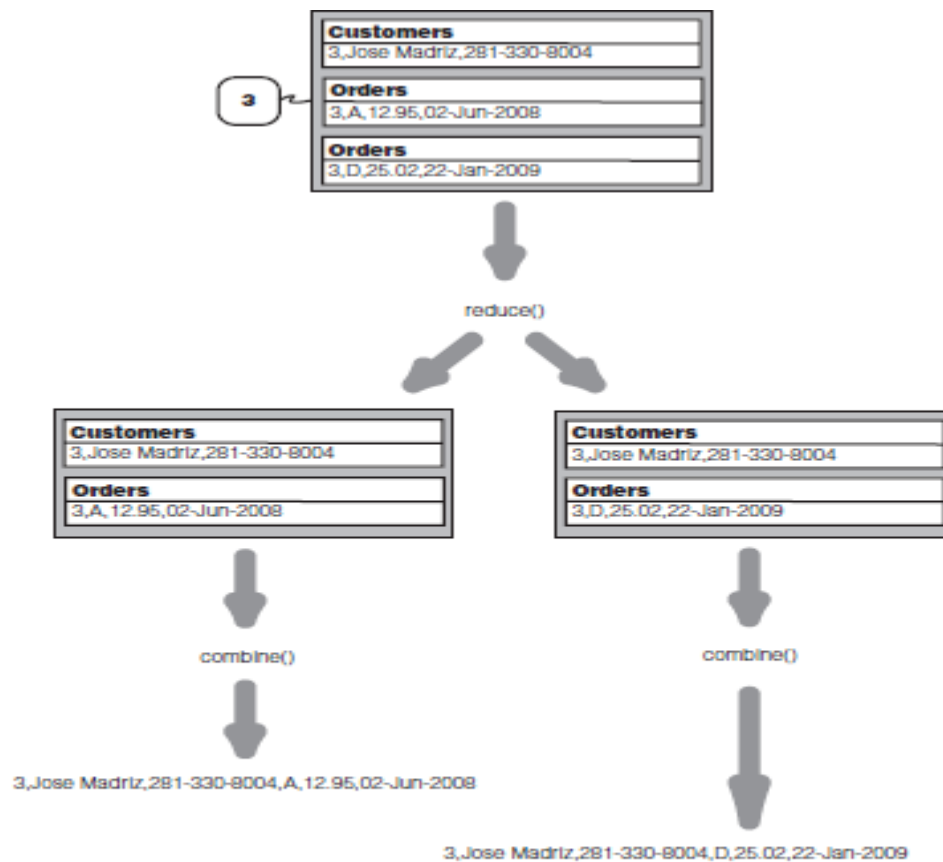 Customers
3,Jose Madriz,281-330-8004
3
Orders
3,A,12.95,02-Jun-2008
Orders
3,D,25.02,22-Jan-2009
reduce()
Customers
3,Jose Madriz,281-330-8004
Orders
3,A,12.95,02-Jun-2008
Customers
3,Jose Madriz,281-330-8004
Orders
3,D,25.02,22-Jan-2009
combine()
combine()
3,Jose Madriz,281-330-8004,A,12.95,02-Jun-2008
3,Jose Madriz,281-330-8004,D,25.02,22-Jan-2009